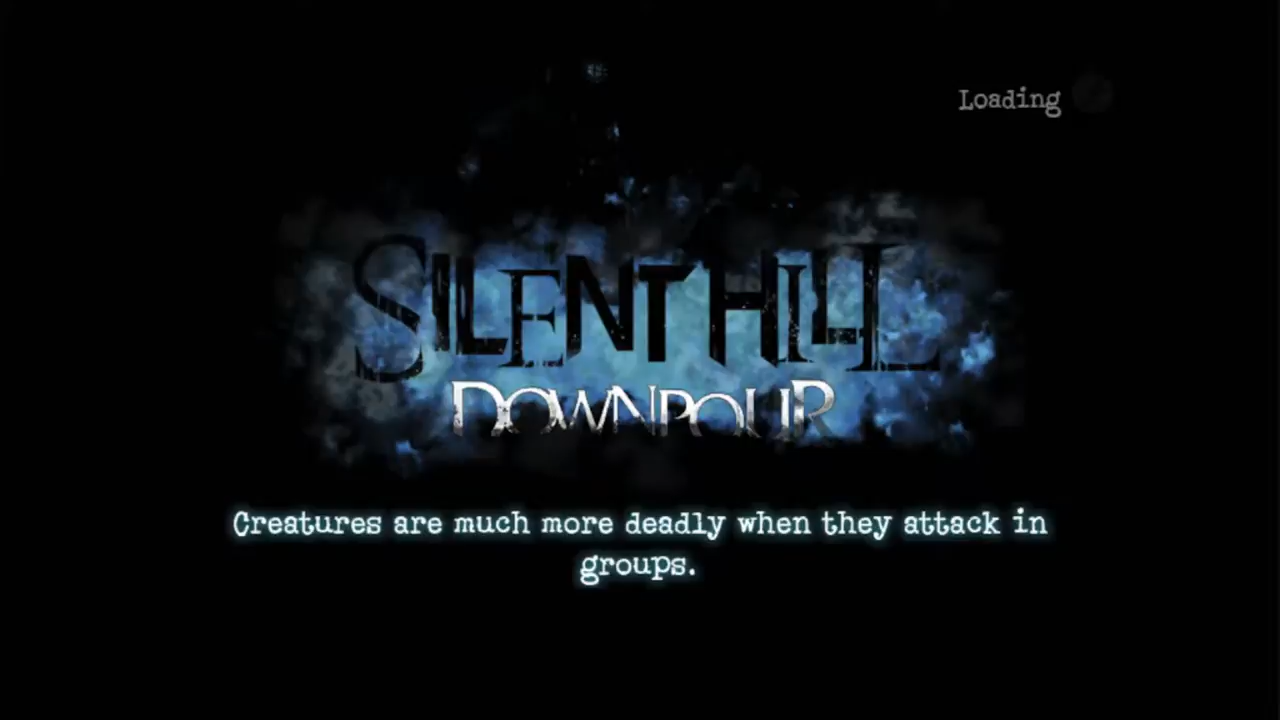 Loading
SILENT HILL
DOWNPOUR
Creatures are much more deadly when they attack in
groups.